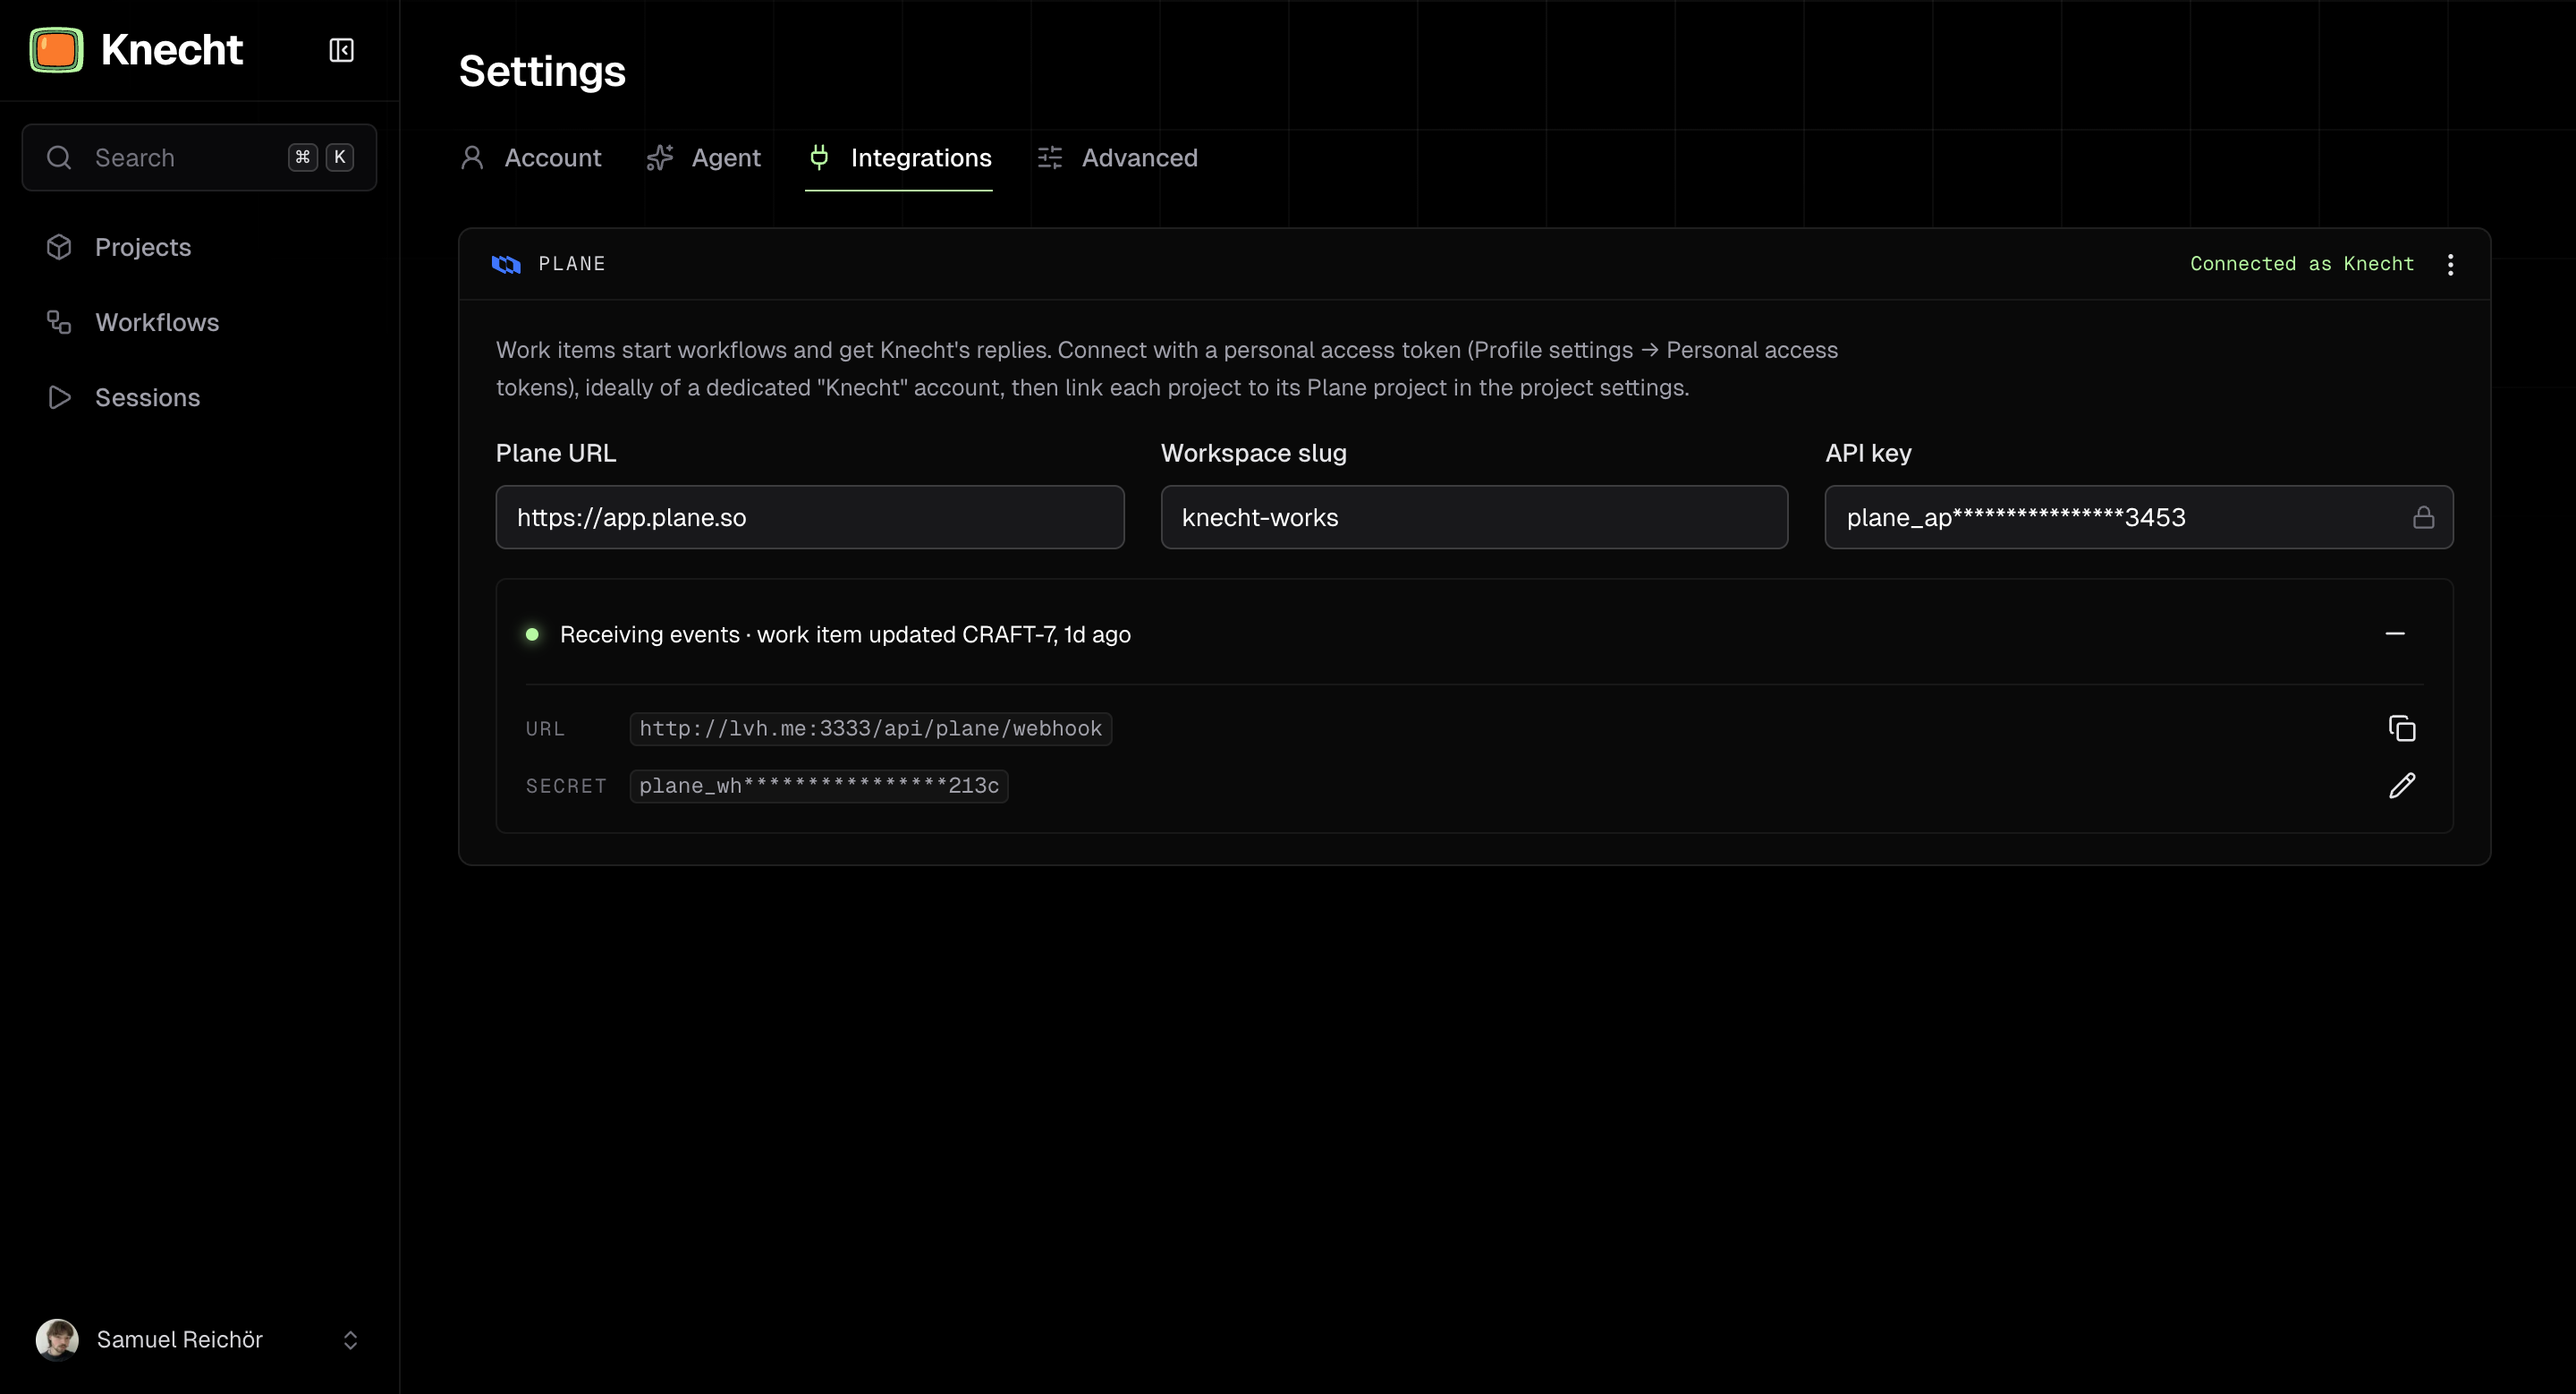 Knecht
Search ⌘ K
Projects
Workflows
Sessions
Samuel Reichör
Settings
Account Agent Integrations Advanced
PLANE
Connected as Knecht
Work items start workflows and get Knecht's replies. Connect with a personal access token (Profile settings → Personal access
tokens), ideally of a dedicated "Knecht" account, then link each project to its Plane project in the project settings.
Plane URL
https://app.plane.so
Workspace slug
knecht-works
API key
plane_ap****************3453
Receiving events · work item updated CRAFT-7, 1d ago
URL http://lvh.me:3333/api/plane/webhook
SECRET plane_wh****************213c